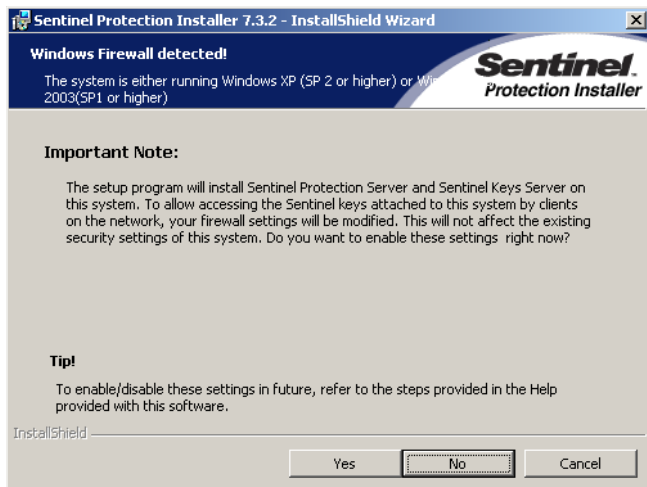 Sentinel Protection Installer 7.3.2 - InstallShield Wizard
Windows Firewall detected!
The system is either running Windows XP (SP 2 or higher) or
2003(SP1 or higher)
Sentinel.
Protection Installer
Important Note:
The setup program will install Sentinel Protection Server and Sentinel Keys Server on
this system. To allow accessing the Sentinel keys attached to this system by clients
on the network, your firewall settings will be modified. This will not affect the existing
security settings of this system. Do you want to enable these settings right now?
Tip!
To enable/disable these settings in future, refer to the steps provided in the Help
provided with this software.
InstallShield
Yes
No
Cancel